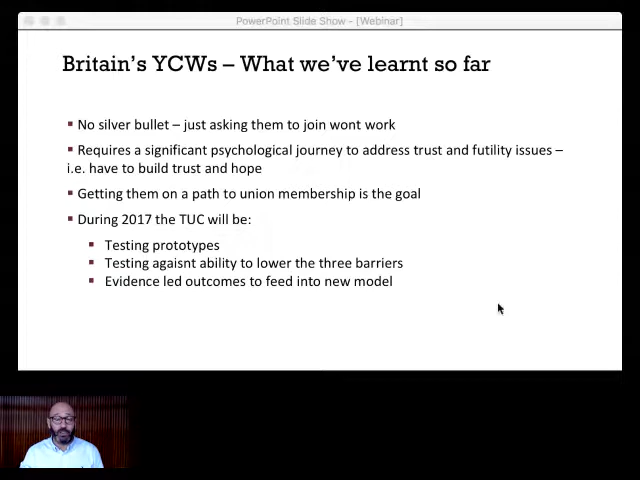 PowerPoint Slide Show - [Webinar]
Britain's YCWs – What we've learnt so far
▪ No silver bullet – just asking them to join wont work
▪ Requires a significant psychological journey to address trust and futility issues –
i.e. have to build trust and hope
▪ Getting them on a path to union membership is the goal
▪ During 2017 the TUC will be:
▪ Testing prototypes
▪ Testing agaisnt ability to lower the three barriers
▪ Evidence led outcomes to feed into new model